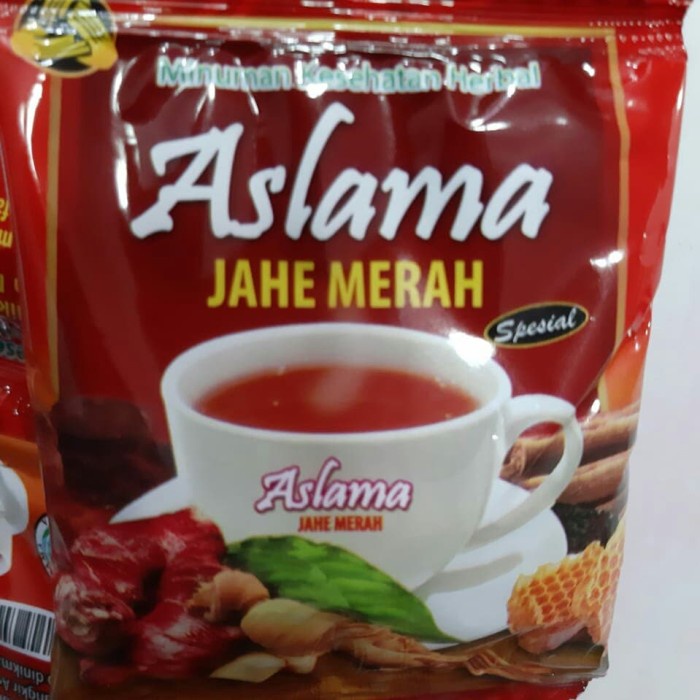 Minuman Kesehatan Herbal
Aslama
JAHE MERAH
Spesial
Aslama
JAHE MERAH